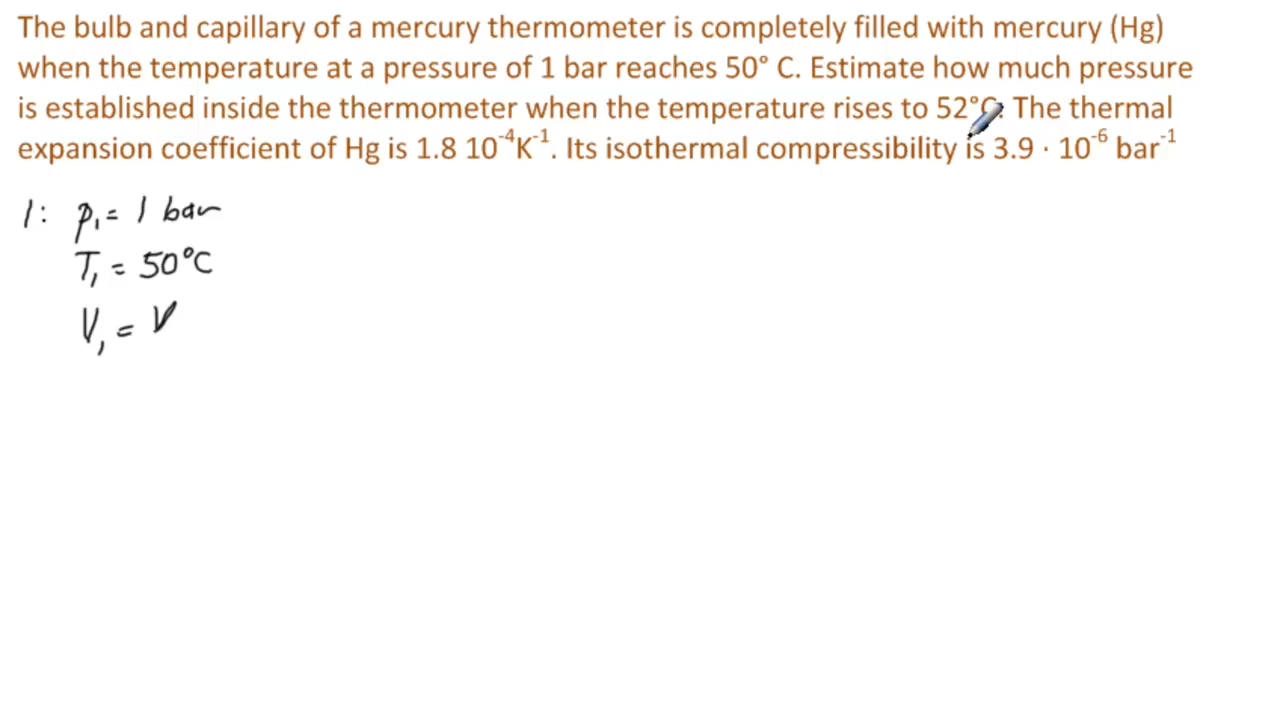 The bulb and capillary of a mercury thermometer is completely filled with mercury (Hg)
when the temperature at a pressure of 1 bar reaches 50° C. Estimate how much pressure
is established inside the thermometer when the temperature rises to 52°C. The thermal
expansion coefficient of Hg is 1.8 10⁻⁴K⁻¹. Its isothermal compressibility is 3.9 · 10⁻⁶ bar⁻¹
1: p₁ = 1 bar
T₁ = 50°C
V₁ = V